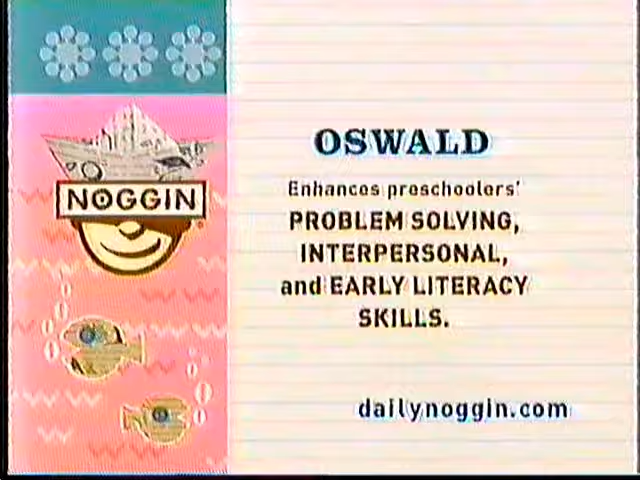 NOGGIN
OSWALD
Enhances preschoolers'
PROBLEM SOLVING,
INTERPERSONAL,
and EARLY LITERACY
SKILLS.
dailynoggin.com